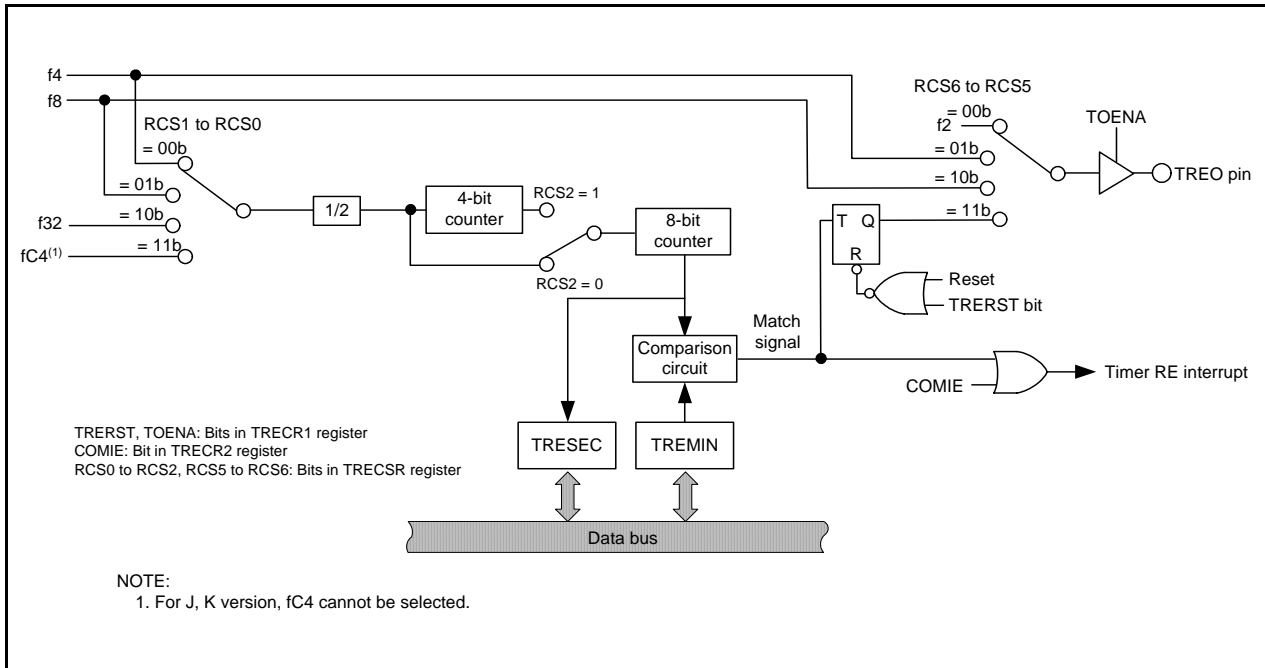 f4
f8
RCS1 to RCS0
= 00b
= 01b
f32
= 10b
fC4(1)
= 11b
1/2
4-bit
counter
RCS2 = 1
RCS2 = 0
8-bit
counter
RCS6 to RCS5
= 00b
f2
= 01b
= 10b
= 11b
TOENA
TREO pin
T Q
R
Reset
TRERST bit
Comparison
circuit
Match
signal
COMIE
Timer RE interrupt
TRESEC
TREMIN
TRERST, TOENA: Bits in TRECR1 register
COMIE: Bit in TRECR2 register
RCS0 to RCS2, RCS5 to RCS6: Bits in TRECSR register
Data bus
NOTE:
1. For J, K version, fC4 cannot be selected.